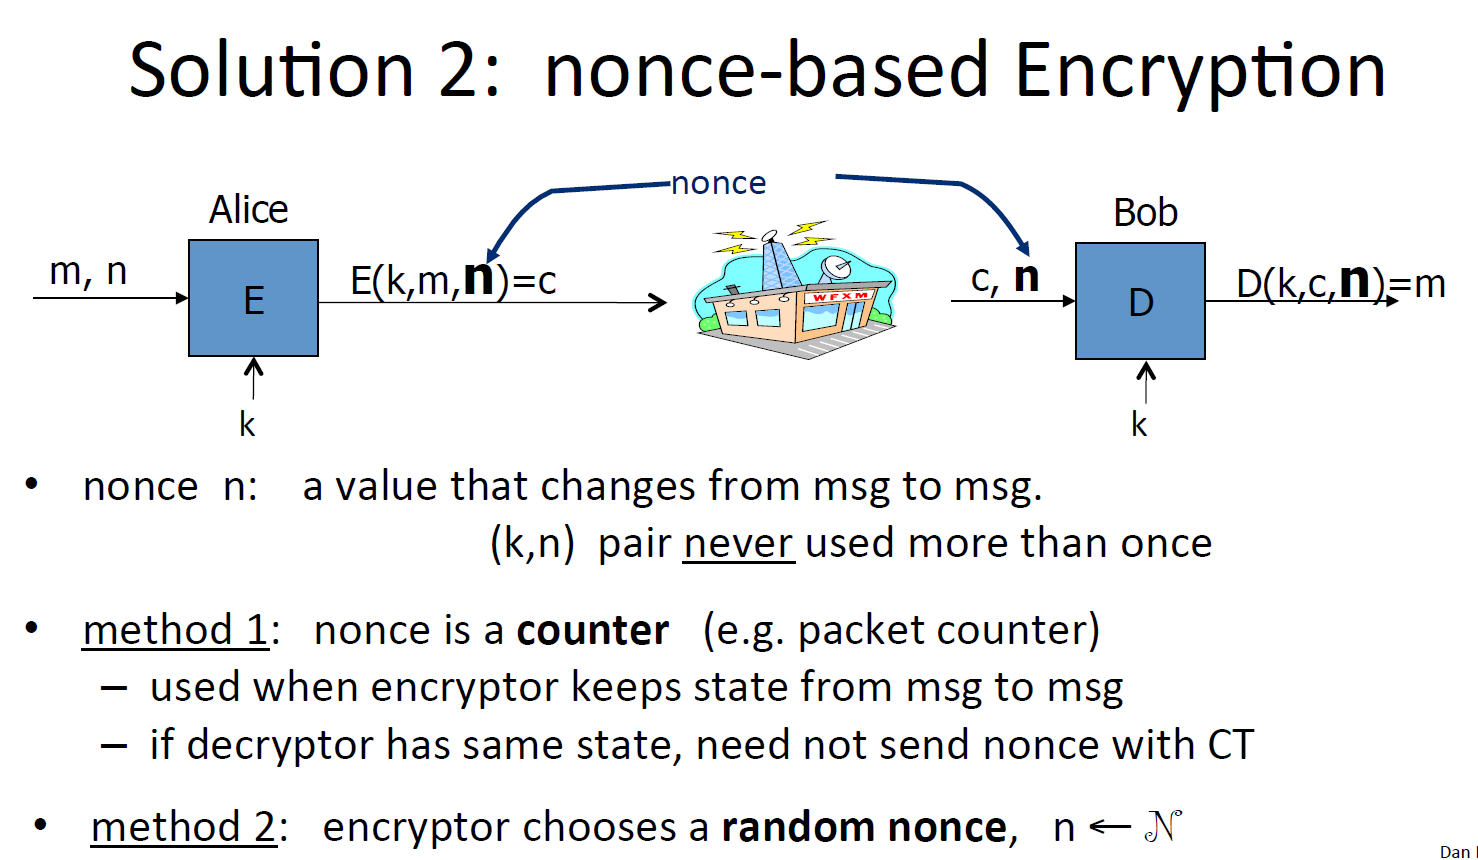 Solution 2: nonce-based Encryption
nonce
Alice
Bob
m, n
E
E(k,m,n)=c
WFXM
c, n
D
D(k,c,n)=m
k
k
• nonce n: a value that changes from msg to msg.
(k,n) pair never used more than once
• method 1: nonce is a counter (e.g. packet counter)
– used when encryptor keeps state from msg to msg
– if decryptor has same state, need not send nonce with CT
• method 2: encryptor chooses a random nonce, n ← 𝒩
Dan